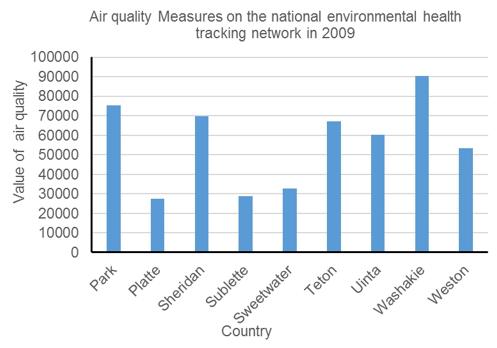 Air quality Measures on the national environmental health
tracking network in 2009
Value of air quality
100000
90000
80000
70000
60000
50000
40000
30000
20000
10000
0
Park
Platte
Sheridan
Sublette
Sweetwater
Teton
Uinta
Washakie
Weston
Country